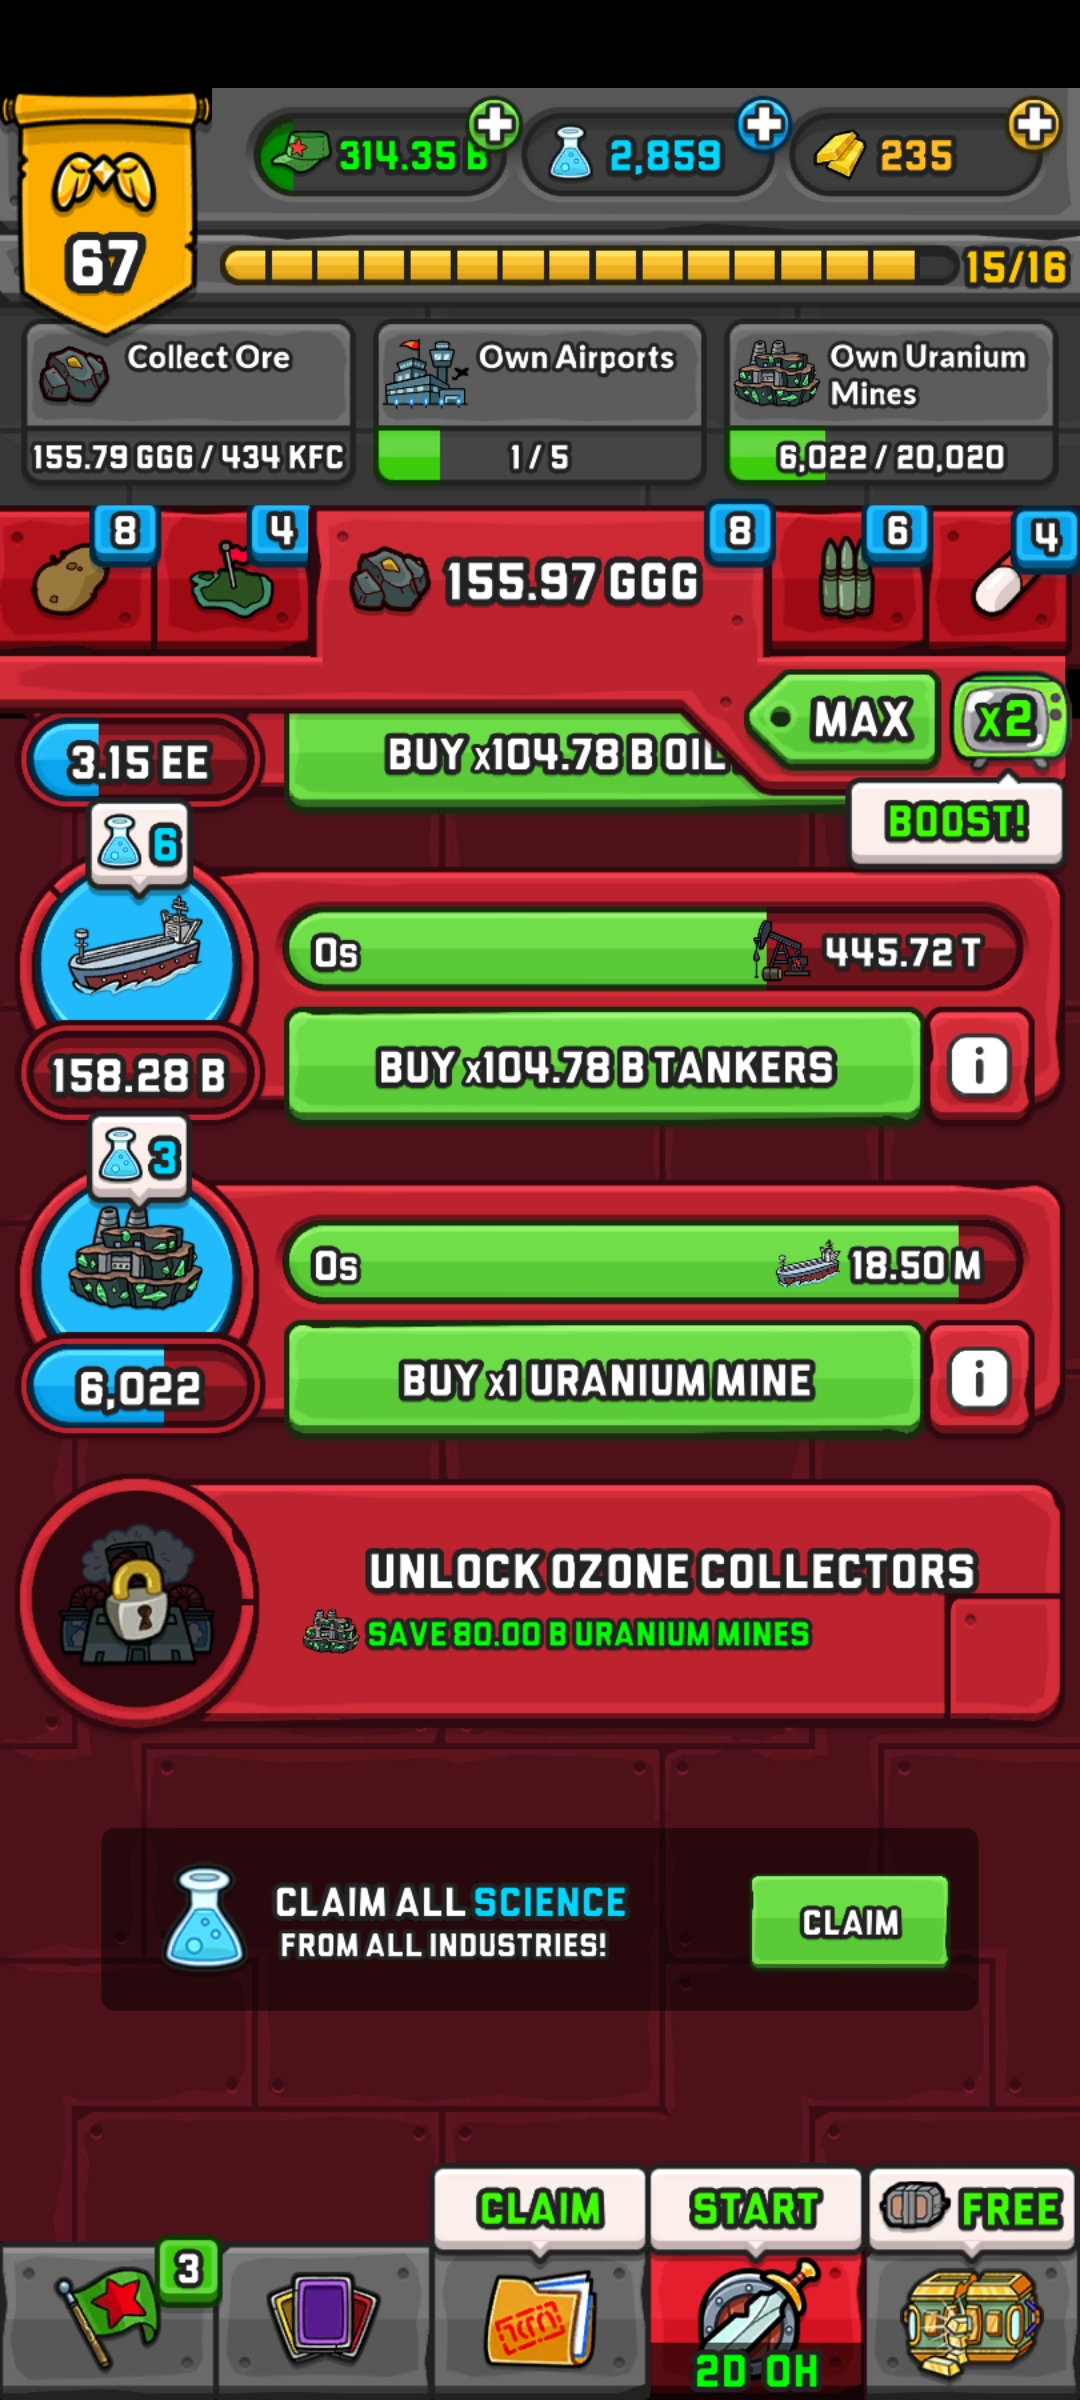 314.35 B
2,859
235
67
15/16
Collect Ore
155.79 GGG / 434 KFC
Own Airports
1 / 5
Own Uranium
Mines
6,022 / 20,020
8
4
155.97 GGG
8
6
4
MAX
x2
BOOST!
3.15 EE
BUY x104.78 B OIL
6
0s
445.72 T
158.28 B
BUY x104.78 B TANKERS
i
3
0s
18.50 M
6,022
BUY x1 URANIUM MINE
i
UNLOCK OZONE COLLECTORS
SAVE 80.00 B URANIUM MINES
CLAIM ALL SCIENCE
FROM ALL INDUSTRIES!
CLAIM
CLAIM
START
FREE
3
2D 0H